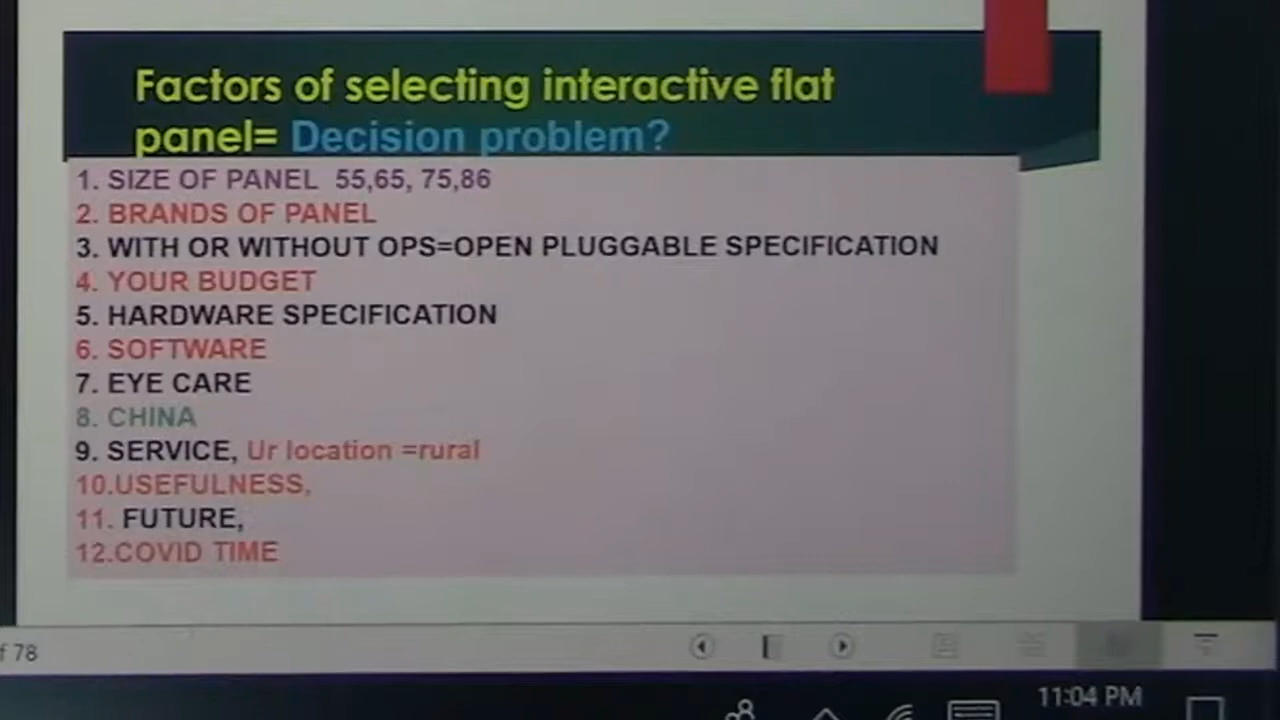 Factors of selecting interactive flat
panel= Decision problem?
1. SIZE OF PANEL 55,65, 75,86
2. BRANDS OF PANEL
3. WITH OR WITHOUT OPS=OPEN PLUGGABLE SPECIFICATION
4. YOUR BUDGET
5. HARDWARE SPECIFICATION
6. SOFTWARE
7. EYE CARE
8. CHINA
9. SERVICE, Ur location =rural
10.USEFULNESS,
11. FUTURE,
12.COVID TIME
f 78
11:04 PM